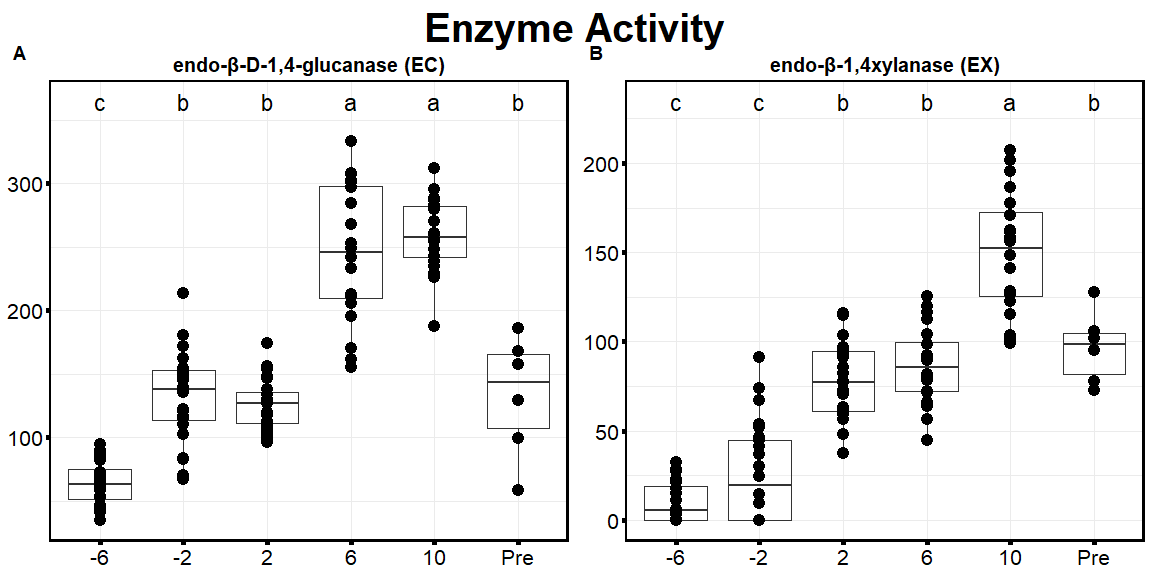 Enzyme Activity
A
endo-β-D-1,4-glucanase (EC)
c b b a a b
300
200
100
-6 -2 2 6 10 Pre
B
endo-β-1,4xylanase (EX)
c c b b a b
200
150
100
50
0
-6 -2 2 6 10 Pre